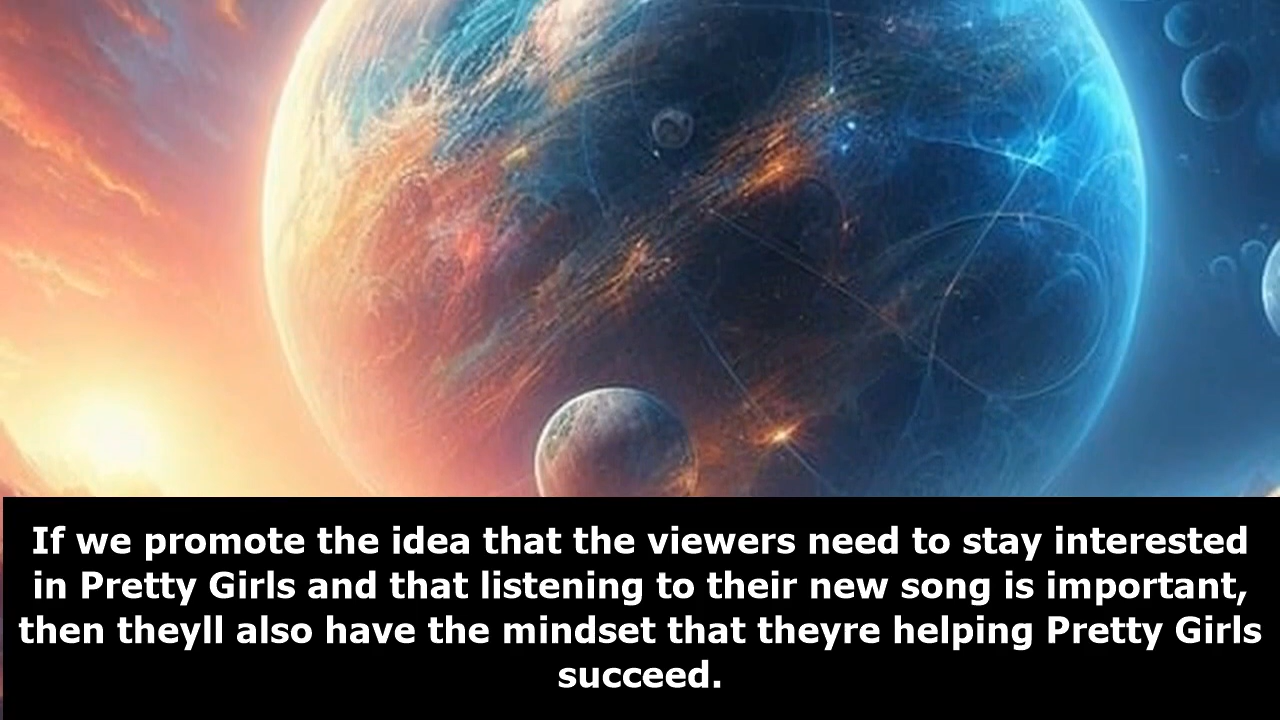 If we promote the idea that the viewers need to stay interested
in Pretty Girls and that listening to their new song is important,
then theyll also have the mindset that theyre helping Pretty Girls
succeed.